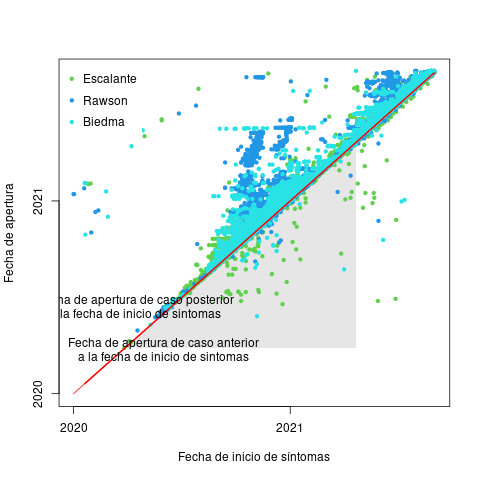 Escalante
Rawson
Biedma
Fecha de apertura
2021
2020
de apertura de caso posterior
la fecha de inicio de síntomas
Fecha de apertura de caso anterior
a la fecha de inicio de síntomas
2020
2021
Fecha de inicio de síntomas